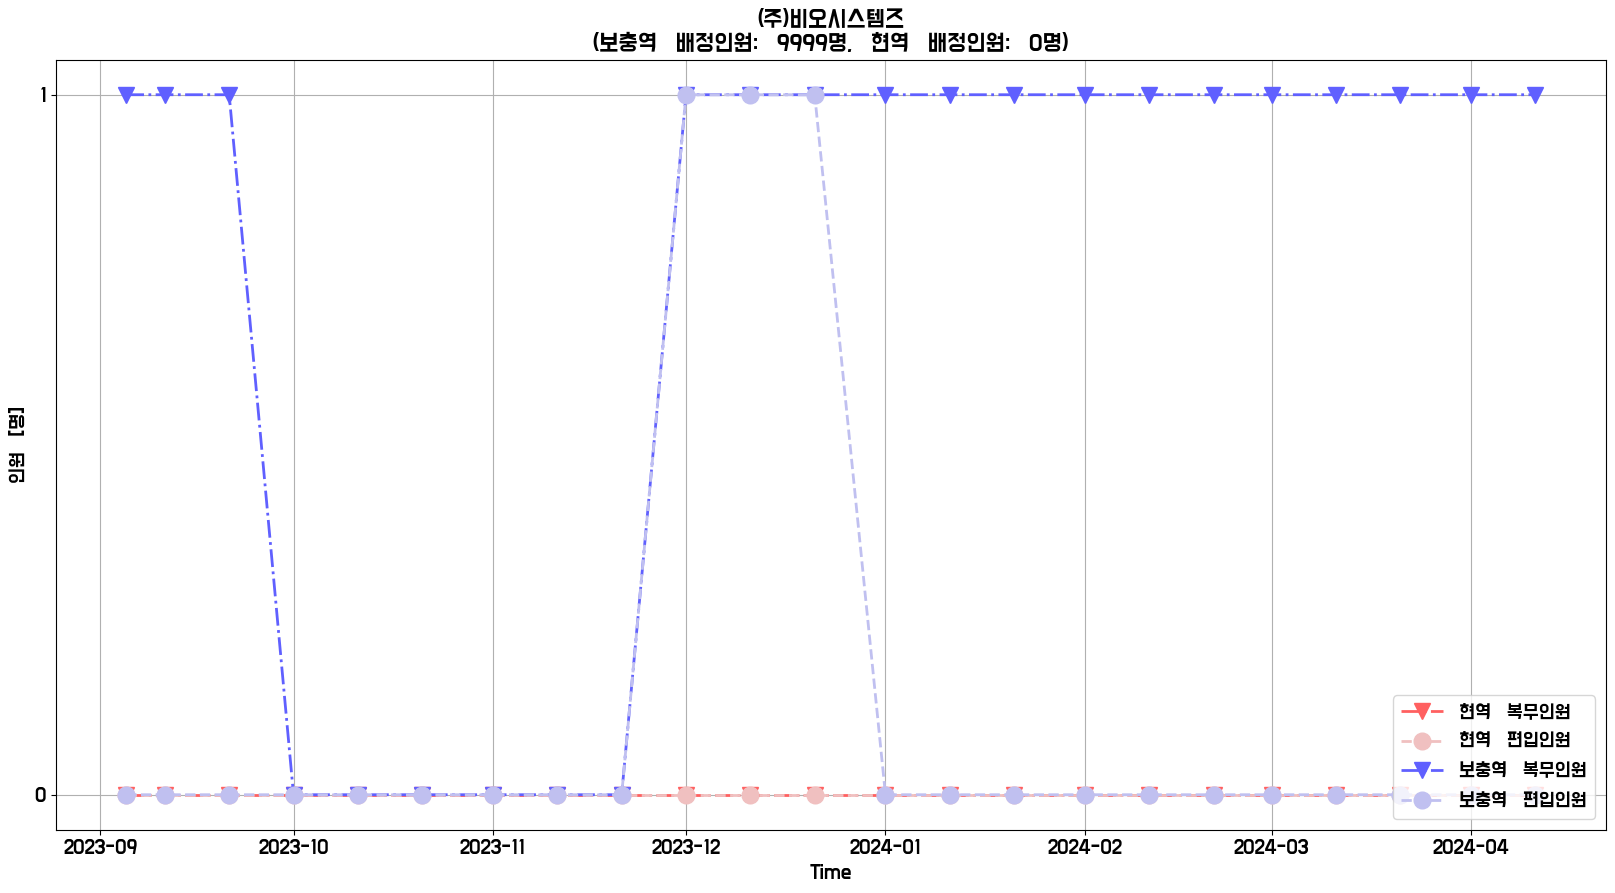 (주)비오시스템즈
(보충역 배정인원: 9999명, 현역 배정인원: 0명)
1
인원 [명]
0
현역 복무인원
현역 편입인원
보충역 복무인원
보충역 편입인원
2023-09 2023-10 2023-11 2023-12 2024-01 2024-02 2024-03 2024-04
Time